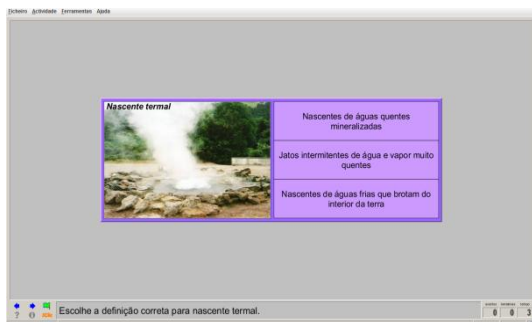 Ficheiro Actividade Ferramentas Ajuda
Nascente termal
Nascentes de águas quentes
mineralizadas
Jatos intermitentes de água e vapor muito
quentes
Nascentes de águas frias que brotam do
interior da terra
Escolhe a definição correta para nascente termal.
0 0